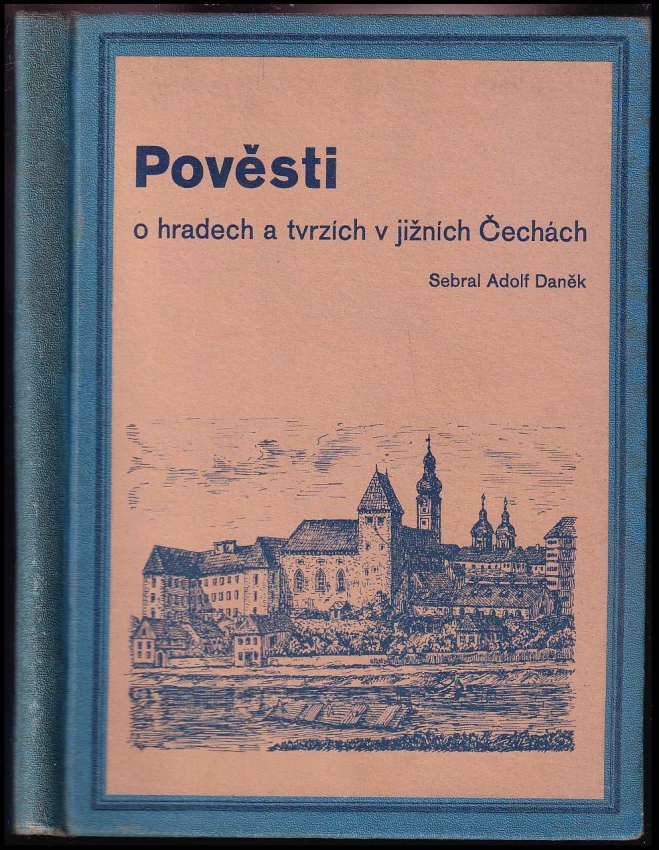 Pověsti
o hradech a tvrzích v jižních Čechách
Sebral Adolf Daněk